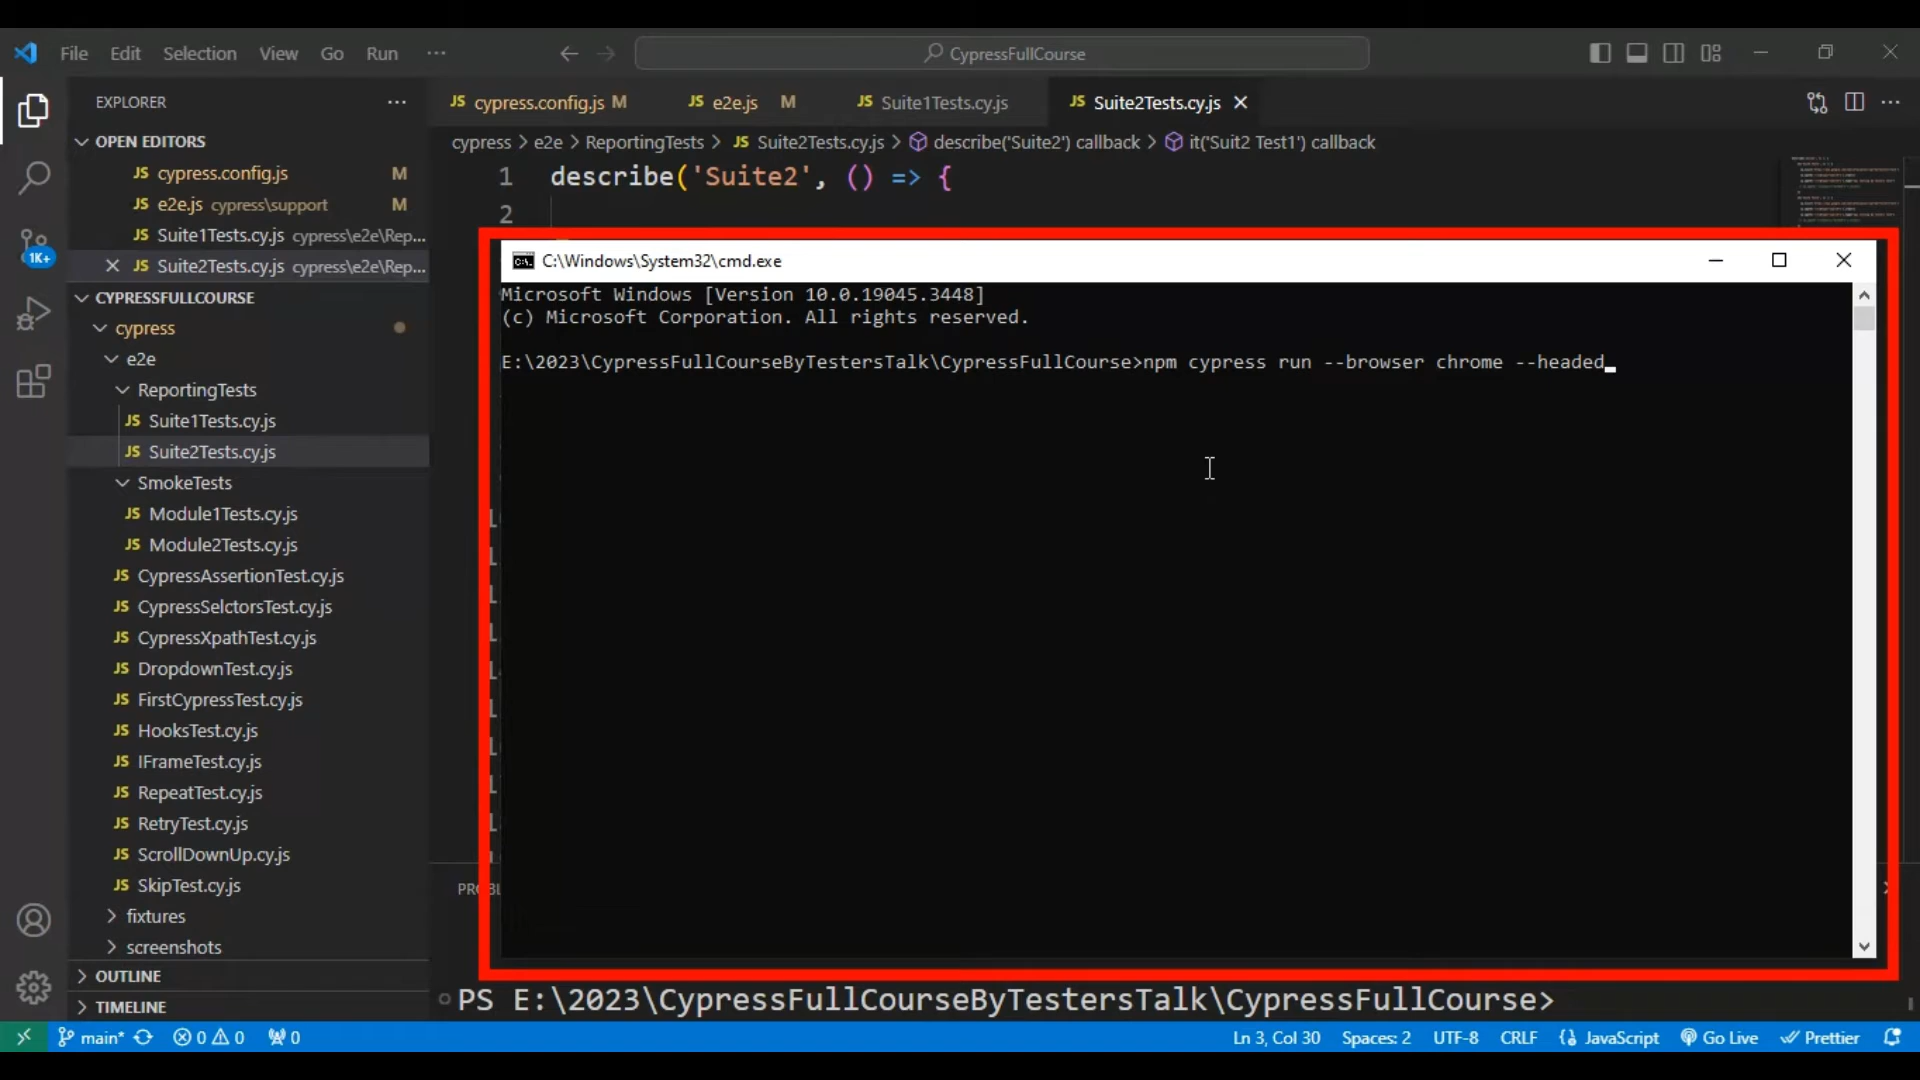 File Edit Selection View Go Run ···
CypressFullCourse
EXPLORER
OPEN EDITORS
JS cypress.config.js M
JS e2e.js cypress\support M
JS Suite1Tests.cy.js cypress\e2e\Rep...
JS Suite2Tests.cy.js cypress\e2e\Rep...
CYPRESSFULLCOURSE
cypress
e2e
ReportingTests
JS Suite1Tests.cy.js
JS Suite2Tests.cy.js
SmokeTests
JS Module1Tests.cy.js
JS Module2Tests.cy.js
JS CypressAssertionTest.cy.js
JS CypressSelctorsTest.cy.js
JS CypressXpathTest.cy.js
JS DropdownTest.cy.js
JS FirstCypressTest.cy.js
JS HooksTest.cy.js
JS IFrameTest.cy.js
JS RepeatTest.cy.js
JS RetryTest.cy.js
JS ScrollDownUp.cy.js
JS SkipTest.cy.js
fixtures
screenshots
OUTLINE
TIMELINE
1K+
JS cypress.config.js M JS e2e.js M JS Suite1Tests.cy.js JS Suite2Tests.cy.js
cypress > e2e > ReportingTests > JS Suite2Tests.cy.js > describe('Suite2') callback > it('Suit2 Test1') callback
1 describe('Suite2', () => {
2
C:\Windows\System32\cmd.exe
Microsoft Windows [Version 10.0.19045.3448]
(c) Microsoft Corporation. All rights reserved.
E:\2023\CypressFullCourseByTestersTalk\CypressFullCourse>npm cypress run --browser chrome --headed
PS E:\2023\CypressFullCourseByTestersTalk\CypressFullCourse>
main* 0 0 0 Ln 3, Col 30 Spaces: 2 UTF-8 CRLF JavaScript Go Live Prettier